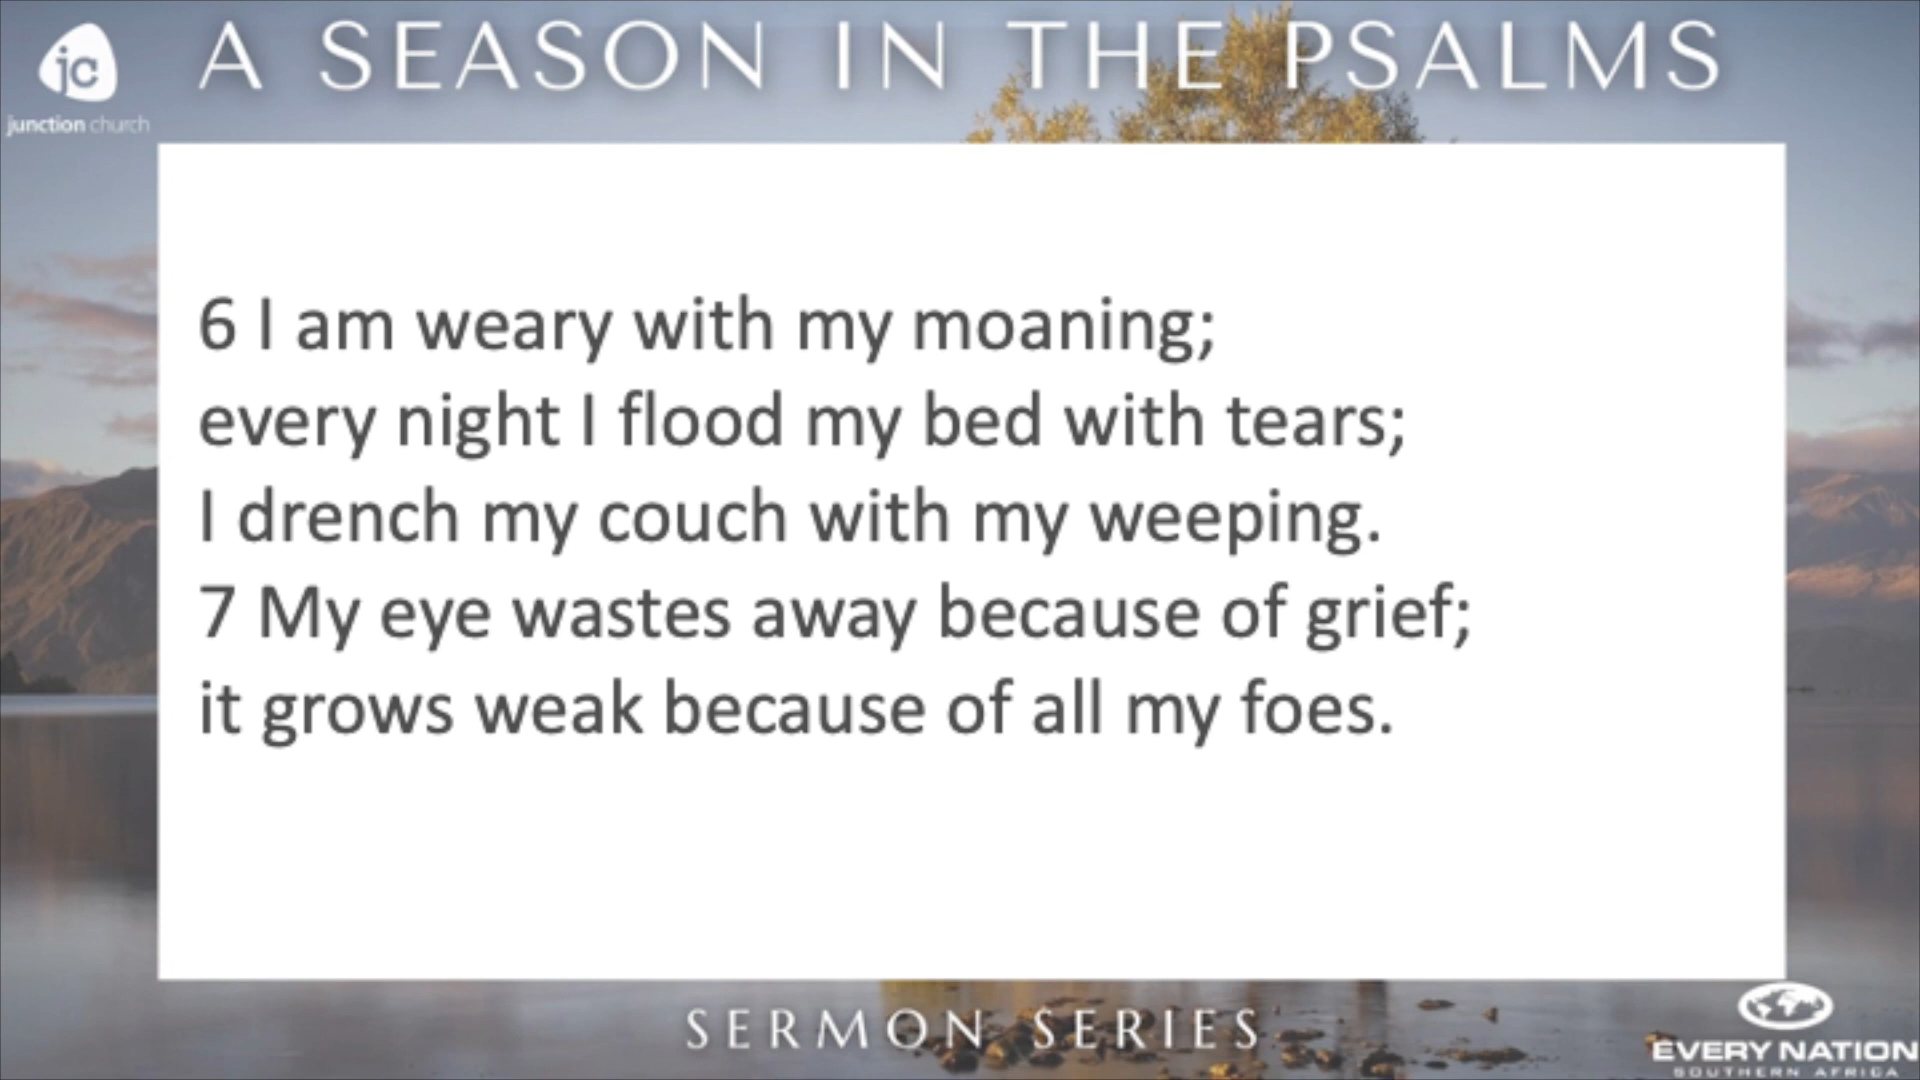 A SEASON IN THE PSALMS
jc
junction church
6 I am weary with my moaning;
every night I flood my bed with tears;
I drench my couch with my weeping.
7 My eye wastes away because of grief;
it grows weak because of all my foes.
SERMON SERIES
EVERY NATION
SOUTHERN AFRICA